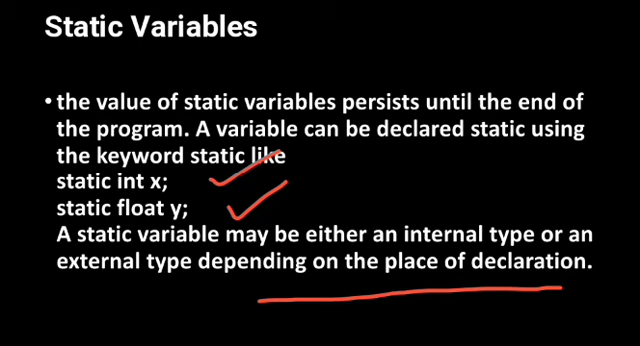 Static Variables
• the value of static variables persists until the end of
the program. A variable can be declared static using
the keyword static like
static int x;
static float y;
A static variable may be either an internal type or an
external type depending on the place of declaration.